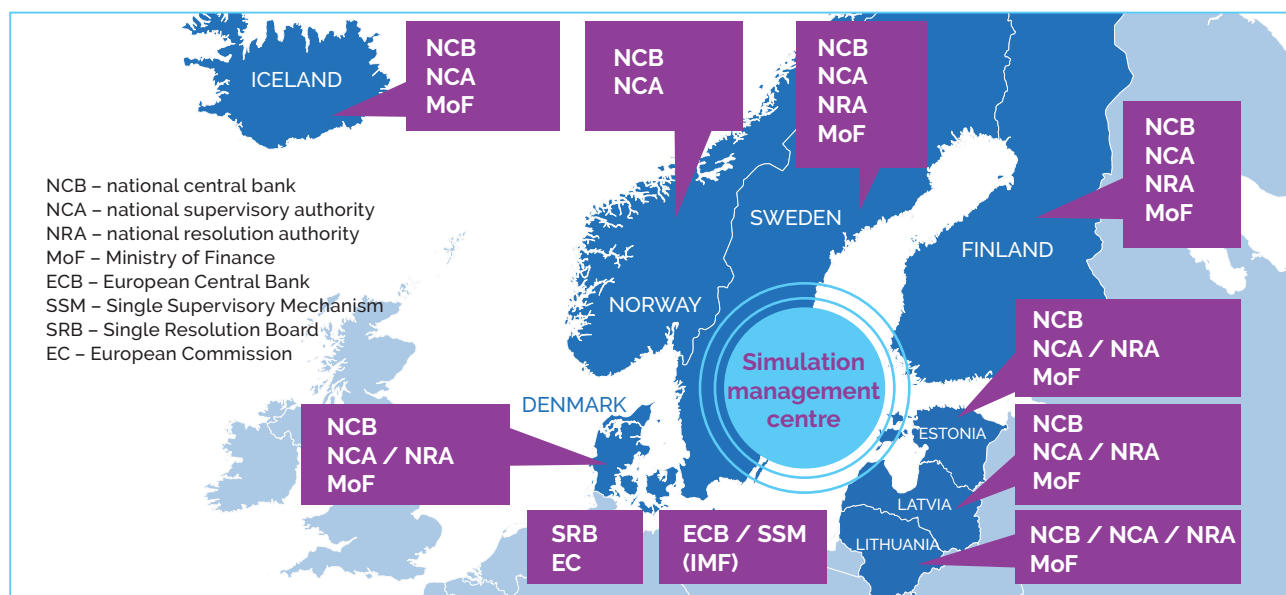 ICELAND
NCB
NCA
MoF
NCB
NCA
NCB
NCA
NRA
MoF
NCB
NCA
NRA
MoF
NCB – national central bank
NCA – national supervisory authority
NRA – national resolution authority
MoF – Ministry of Finance
ECB – European Central Bank
SSM – Single Supervisory Mechanism
SRB – Single Resolution Board
EC – European Commission
SWEDEN
FINLAND
NORWAY
Simulation
management
centre
NCB
NCA / NRA
MoF
DENMARK
NCB
NCA / NRA
MoF
ESTONIA
NCB
NCA / NRA
MoF
LATVIA
LITHUANIA
NCB / NCA / NRA
MoF
SRB
EC
ECB / SSM
(IMF)